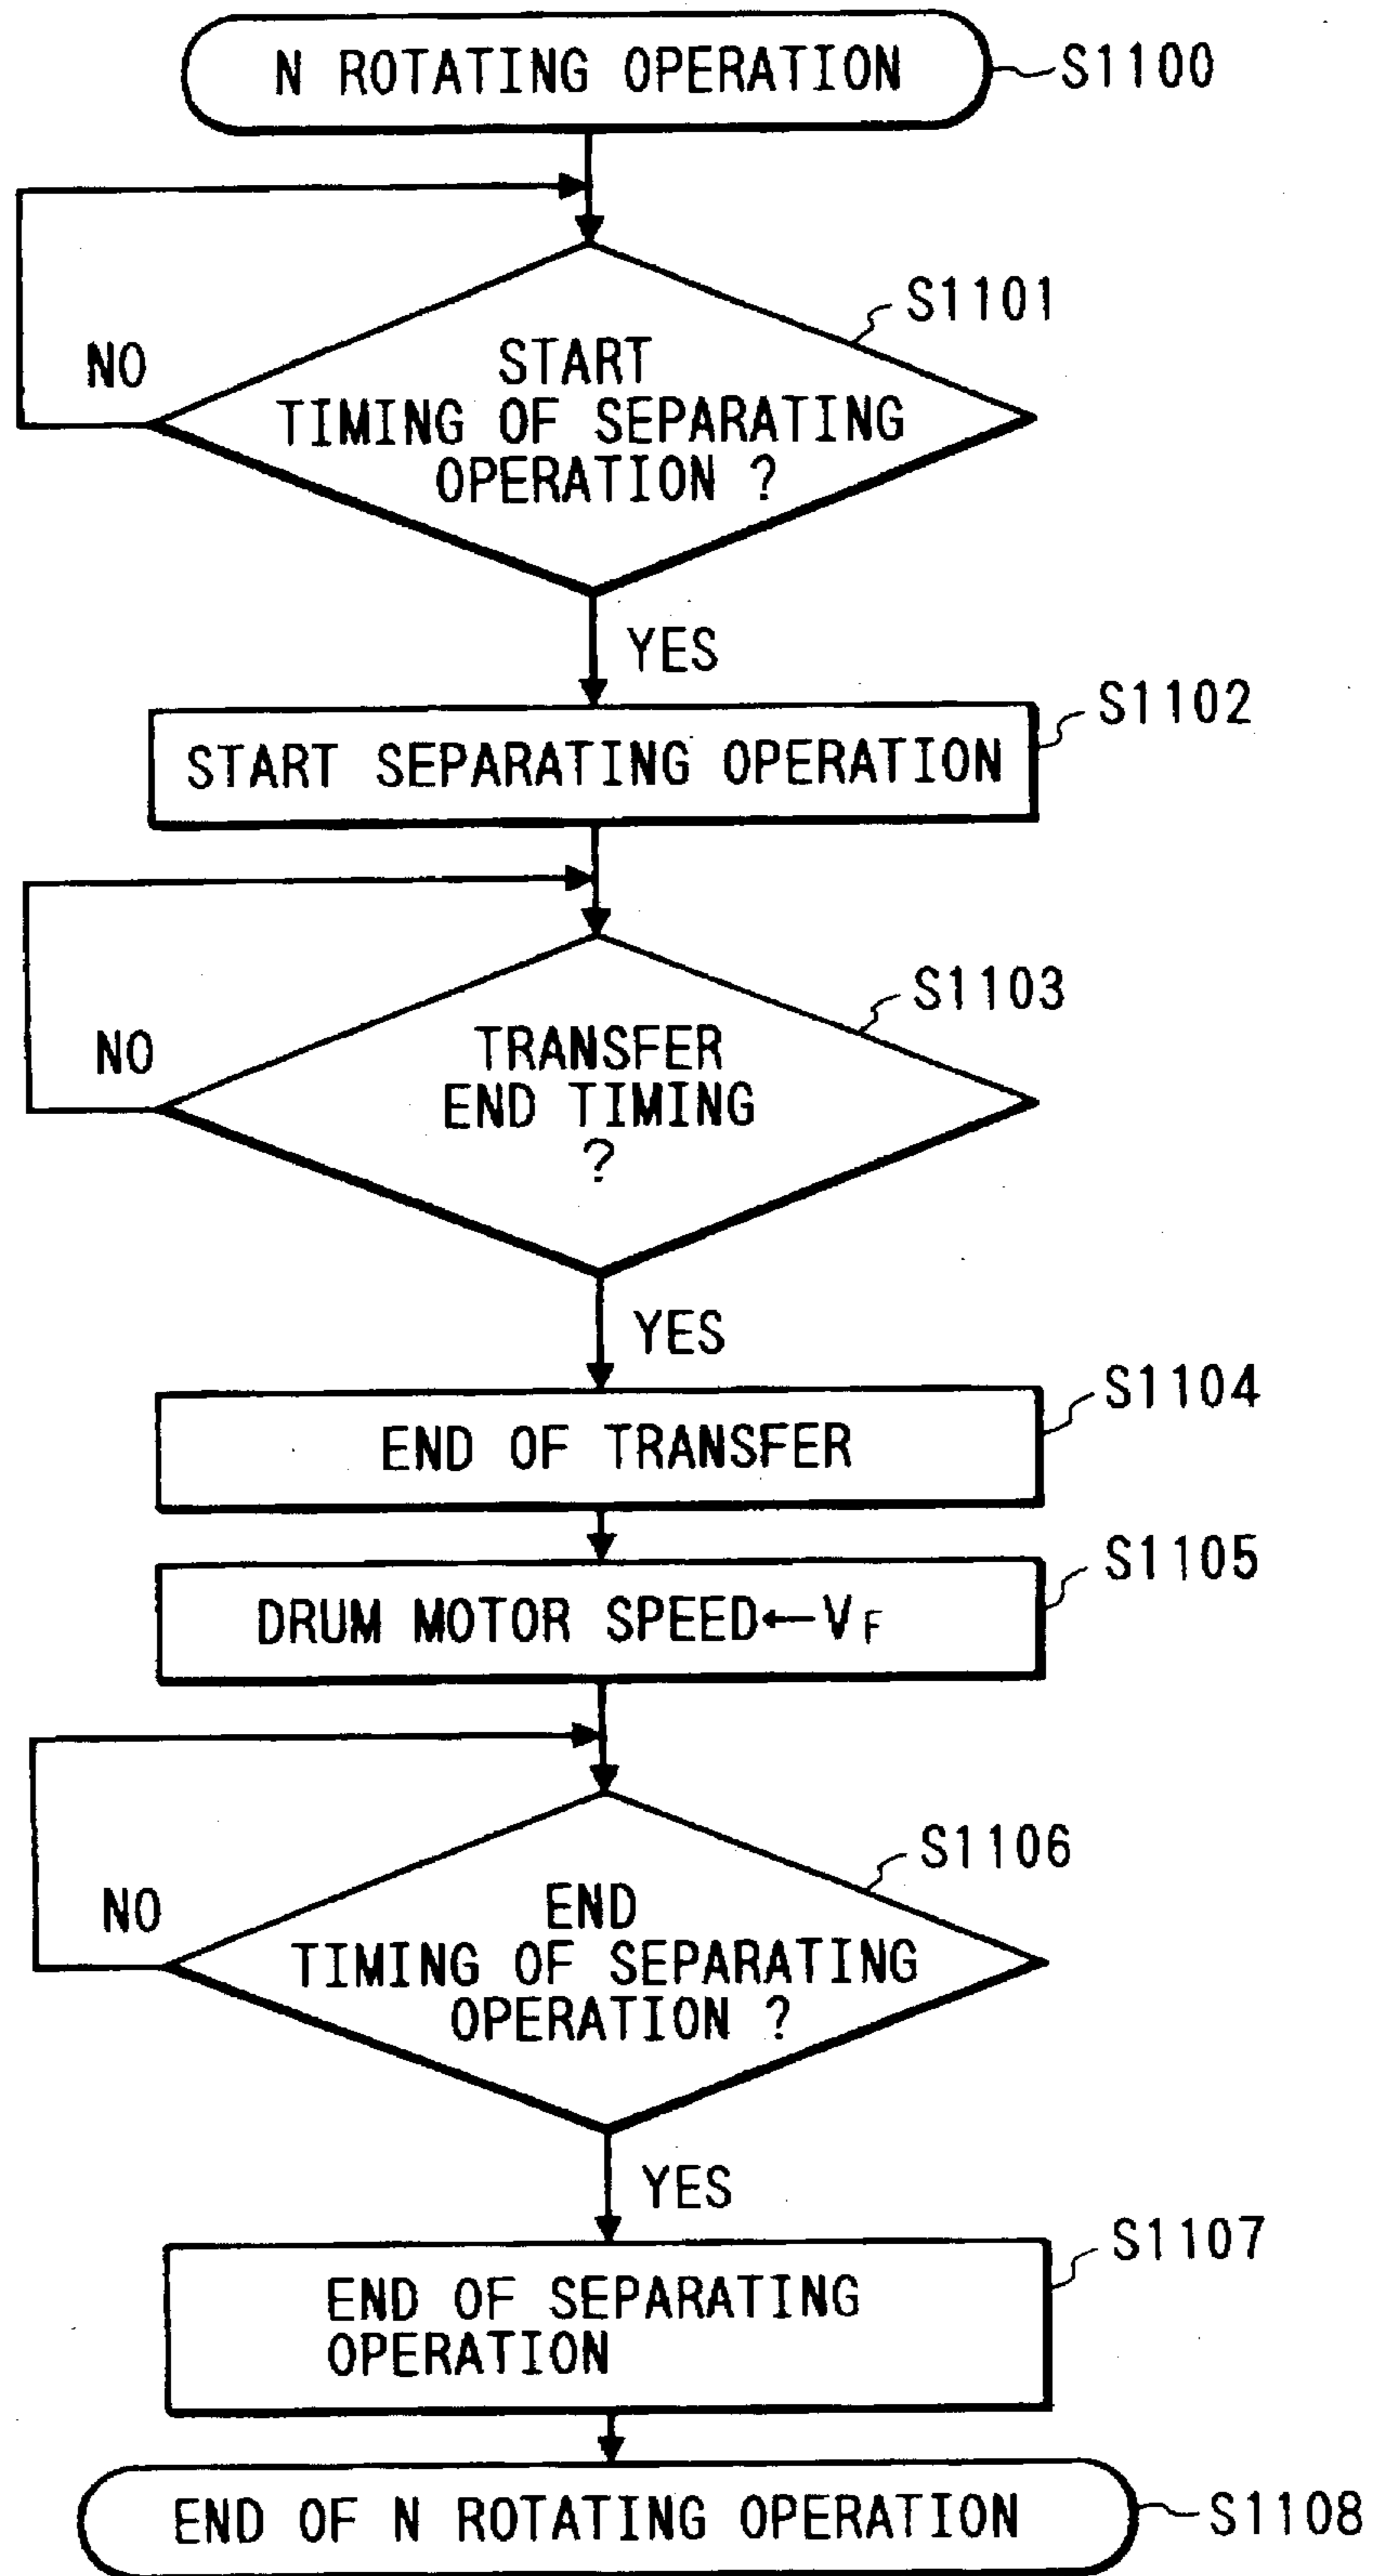 N ROTATING OPERATION
S1100
S1101
NO
START
TIMING OF SEPARATING
OPERATION ?
YES
S1102
START SEPARATING OPERATION
S1103
NO
TRANSFER
END TIMING
?
YES
S1104
END OF TRANSFER
S1105
DRUM MOTOR SPEED←VF
S1106
NO
END
TIMING OF SEPARATING
OPERATION ?
YES
S1107
END OF SEPARATING
OPERATION
END OF N ROTATING OPERATION
S1108